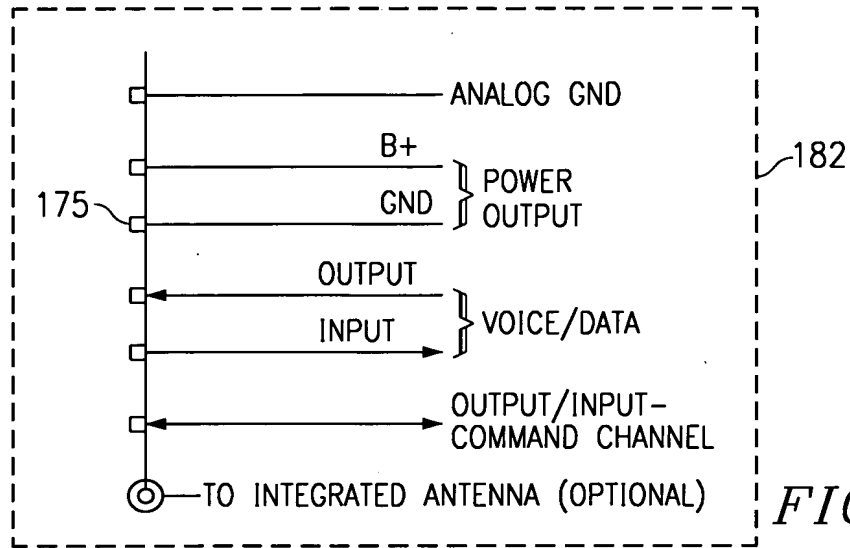 ANALOG GND
B+
182
POWER
175
GND
OUTPUT
OUTPUT
VOICE/DATA
INPUT
OUTPUT/INPUT-
COMMAND CHANNEL
TO INTEGRATED ANTENNA (OPTIONAL)